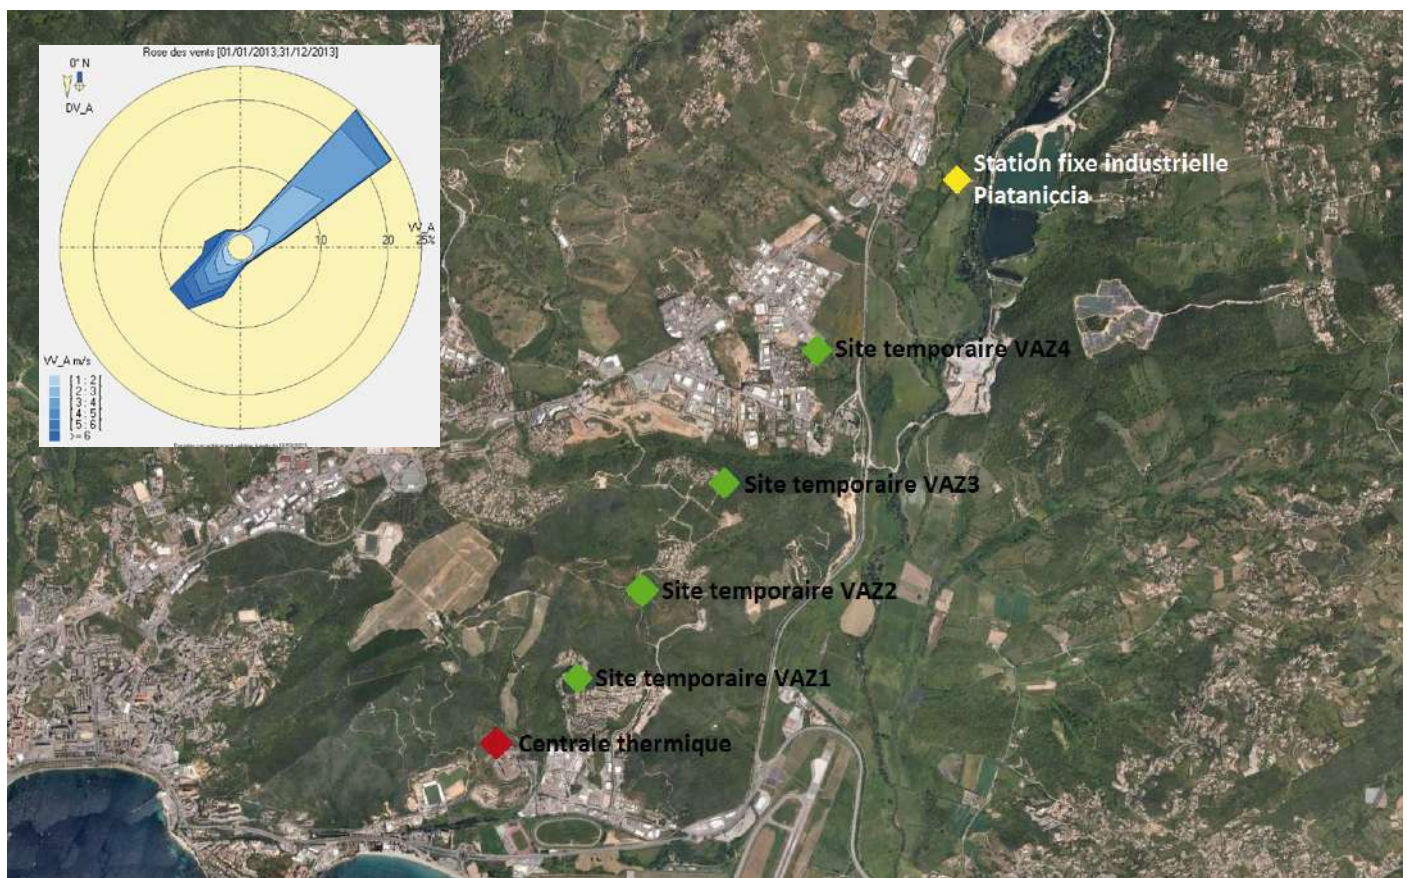 Rose des vents [01/01/2013;31/12/2013]
0° N
DV_A
VV_A
10
20
25%
VV_A m/s
[ 1 : 2 [
[ 2 : 3 [
[ 3 : 4 [
[ 4 : 5 [
[ 5 : 6 [
>= 6
Station fixe industrielle
Piataniccia
Site temporaire VAZ4
Site temporaire VAZ3
Site temporaire VAZ2
Site temporaire VAZ1
Centrale thermique